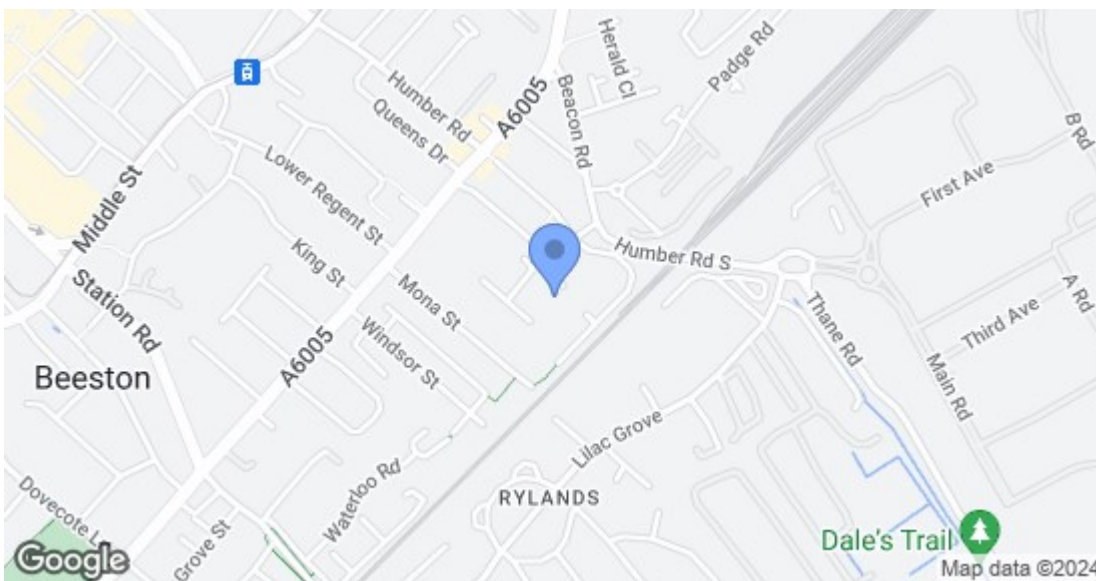 Herald Cl
Padge Rd
Humber Rd
A6005
Beacon Rd
Queens Dr
B Rd
Lower Regent St
First Ave
Middle St
Humber Rd S
King St
Mona St
Station Rd
Thane Rd
A Rd
Third Ave
Windsor St
A6005
Beeston
Main Rd
Lilac Grove
Waterloo Rd
RYLANDS
Dovecote L
Grove St
Dale's Trail
Google
Map data ©2024